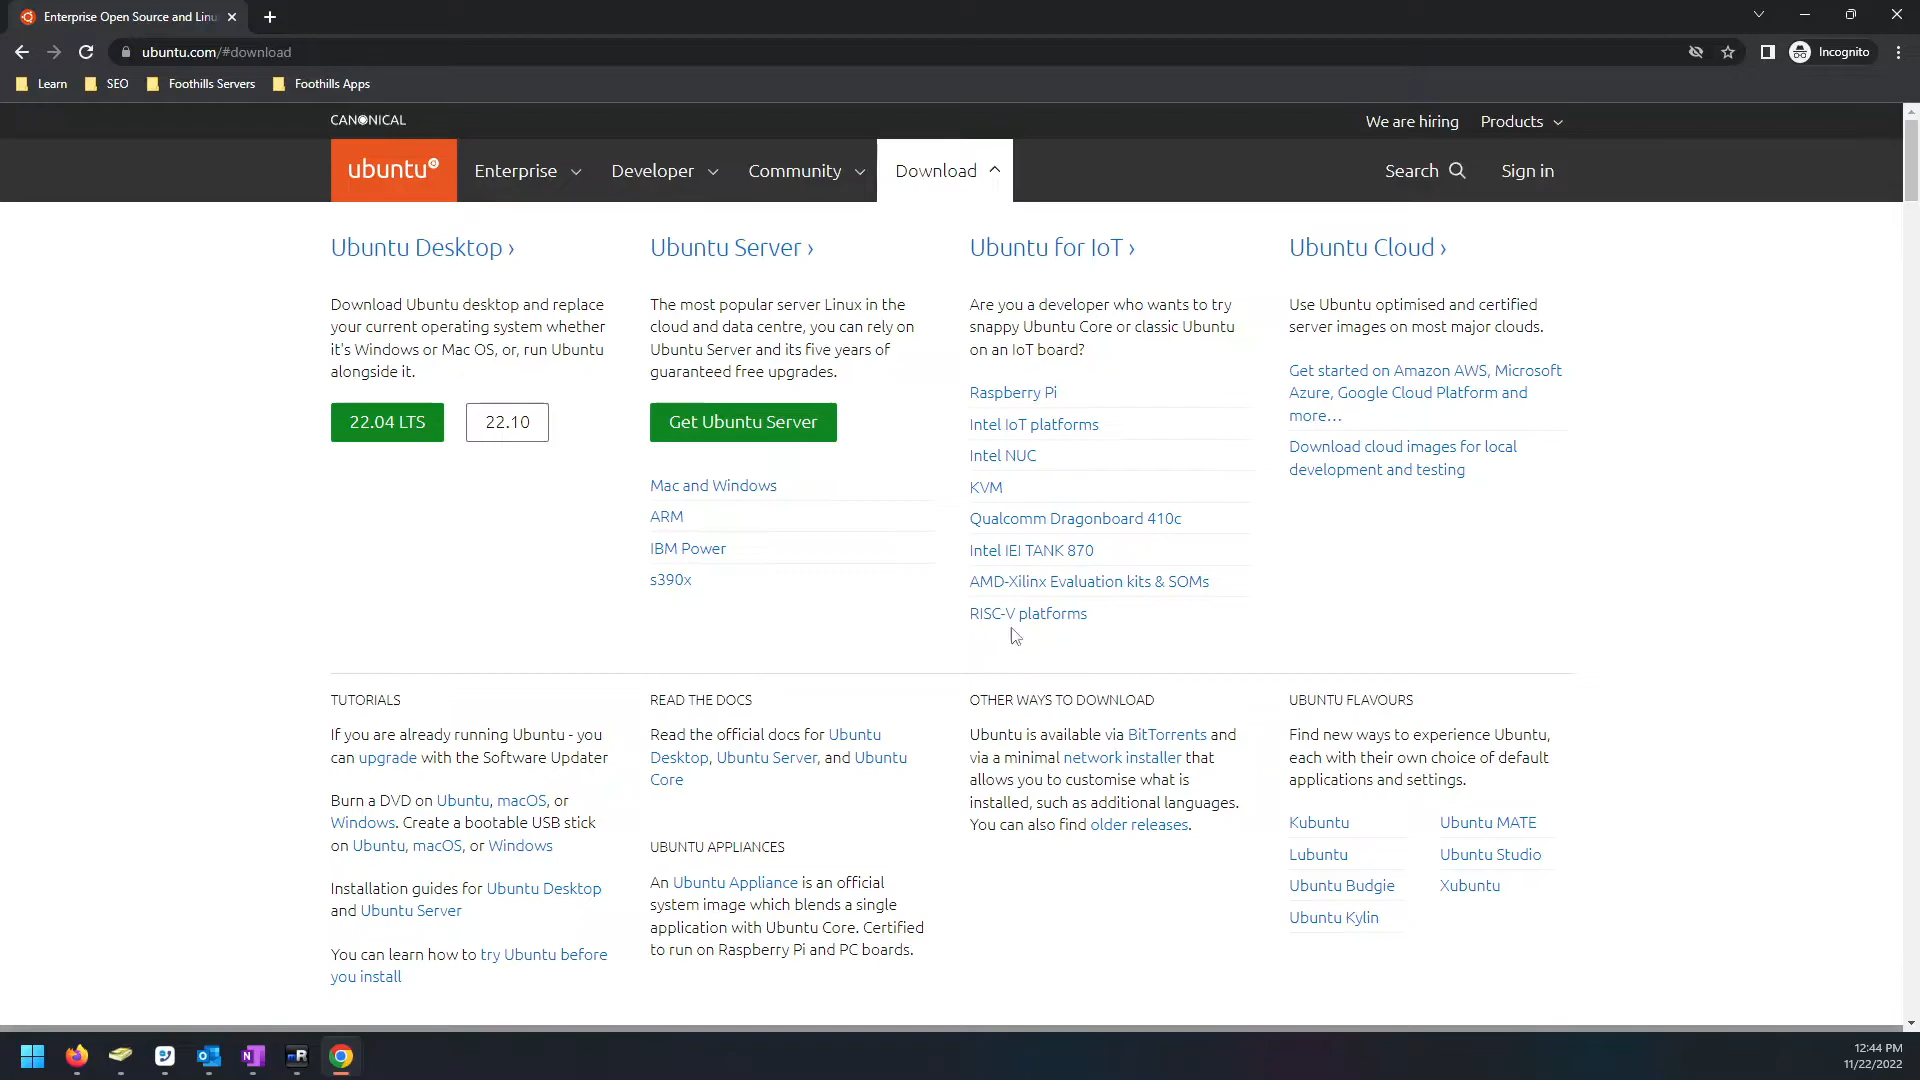 Enterprise Open Source and Linu
ubuntu.com/#download
Incognito
Learn
SEO
Foothills Servers
Foothills Apps
CANONICAL
We are hiring
Products
ubuntu
Enterprise
Developer
Community
Download
Search
Sign in
Ubuntu Desktop ›
Download Ubuntu desktop and replace
your current operating system whether
it's Windows or Mac OS, or, run Ubuntu
alongside it.
22.04 LTS
22.10
Ubuntu Server ›
The most popular server Linux in the
cloud and data centre, you can rely on
Ubuntu Server and its five years of
guaranteed free upgrades.
Get Ubuntu Server
Mac and Windows
ARM
IBM Power
s390x
Ubuntu for IoT ›
Are you a developer who wants to try
snappy Ubuntu Core or classic Ubuntu
on an IoT board?
Raspberry Pi
Intel IoT platforms
Intel NUC
KVM
Qualcomm Dragonboard 410c
Intel IEI TANK 870
AMD-Xilinx Evaluation kits & SOMs
RISC-V platforms
Ubuntu Cloud ›
Use Ubuntu optimised and certified
server images on most major clouds.
Get started on Amazon AWS, Microsoft
Azure, Google Cloud Platform and
more…
Download cloud images for local
development and testing
TUTORIALS
If you are already running Ubuntu - you
can upgrade with the Software Updater
Burn a DVD on Ubuntu, macOS, or
Windows. Create a bootable USB stick
on Ubuntu, macOS, or Windows
Installation guides for Ubuntu Desktop
and Ubuntu Server
You can learn how to try Ubuntu before
you install
READ THE DOCS
Read the official docs for Ubuntu
Desktop, Ubuntu Server, and Ubuntu
Core
UBUNTU APPLIANCES
An Ubuntu Appliance is an official
system image which blends a single
application with Ubuntu Core. Certified
to run on Raspberry Pi and PC boards.
OTHER WAYS TO DOWNLOAD
Ubuntu is available via BitTorrents and
via a minimal network installer that
allows you to customise what is
installed, such as additional languages.
You can also find older releases.
UBUNTU FLAVOURS
Find new ways to experience Ubuntu,
each with their own choice of default
applications and settings.
Kubuntu
Ubuntu MATE
Lubuntu
Ubuntu Studio
Ubuntu Budgie
Xubuntu
Ubuntu Kylin
12:44 PM
11/22/2022